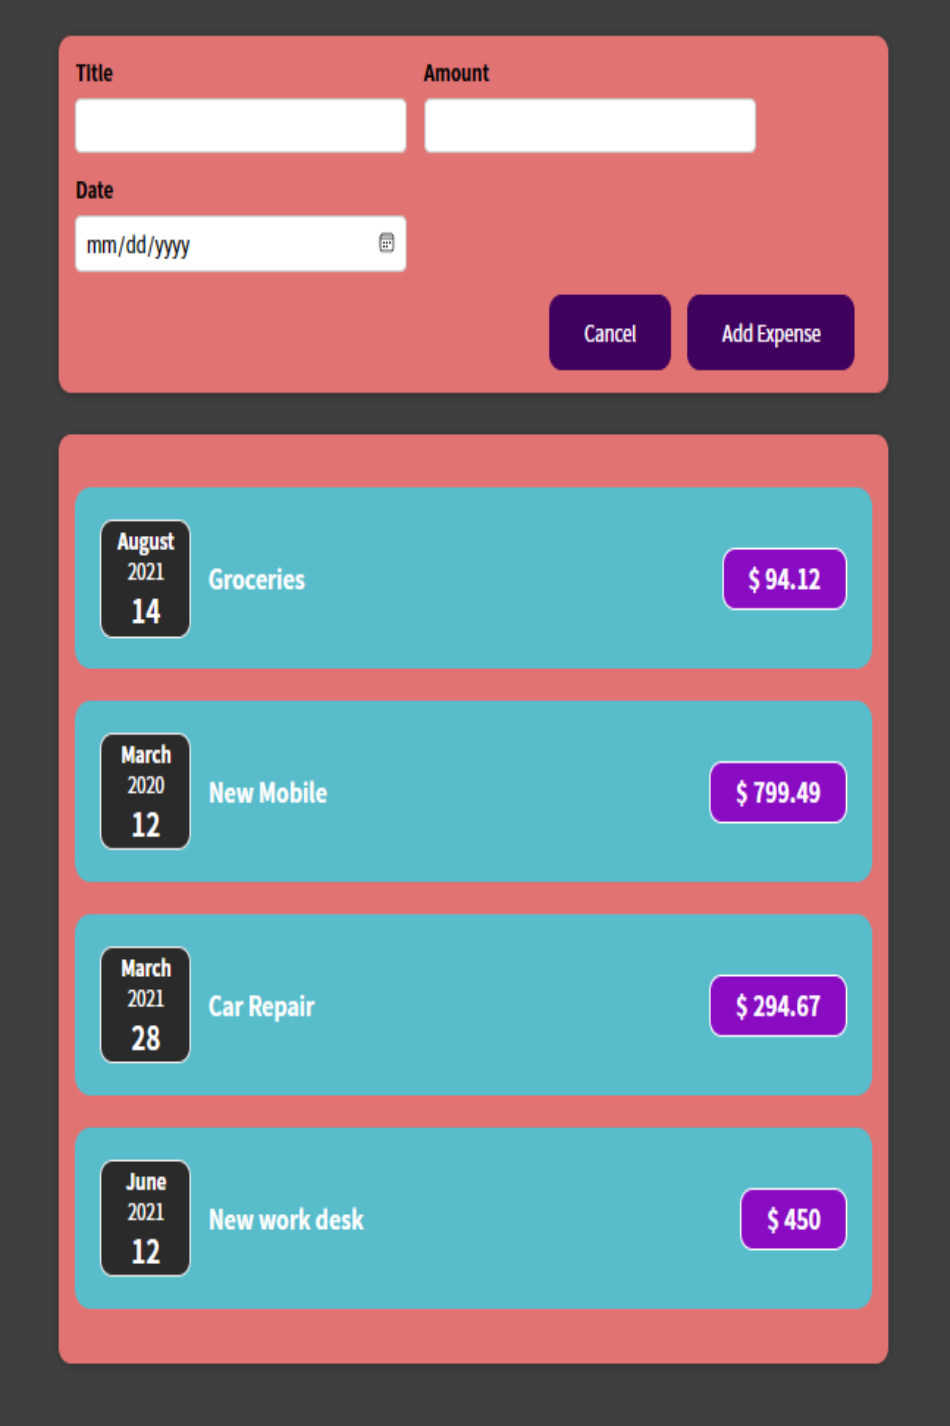 Title
Amount
Date
mm/dd/yyyy
Cancel
Add Expense
August
2021
14
Groceries
$ 94.12
March
2020
12
New Mobile
$ 799.49
March
2021
28
Car Repair
$ 294.67
June
2021
12
New work desk
$ 450